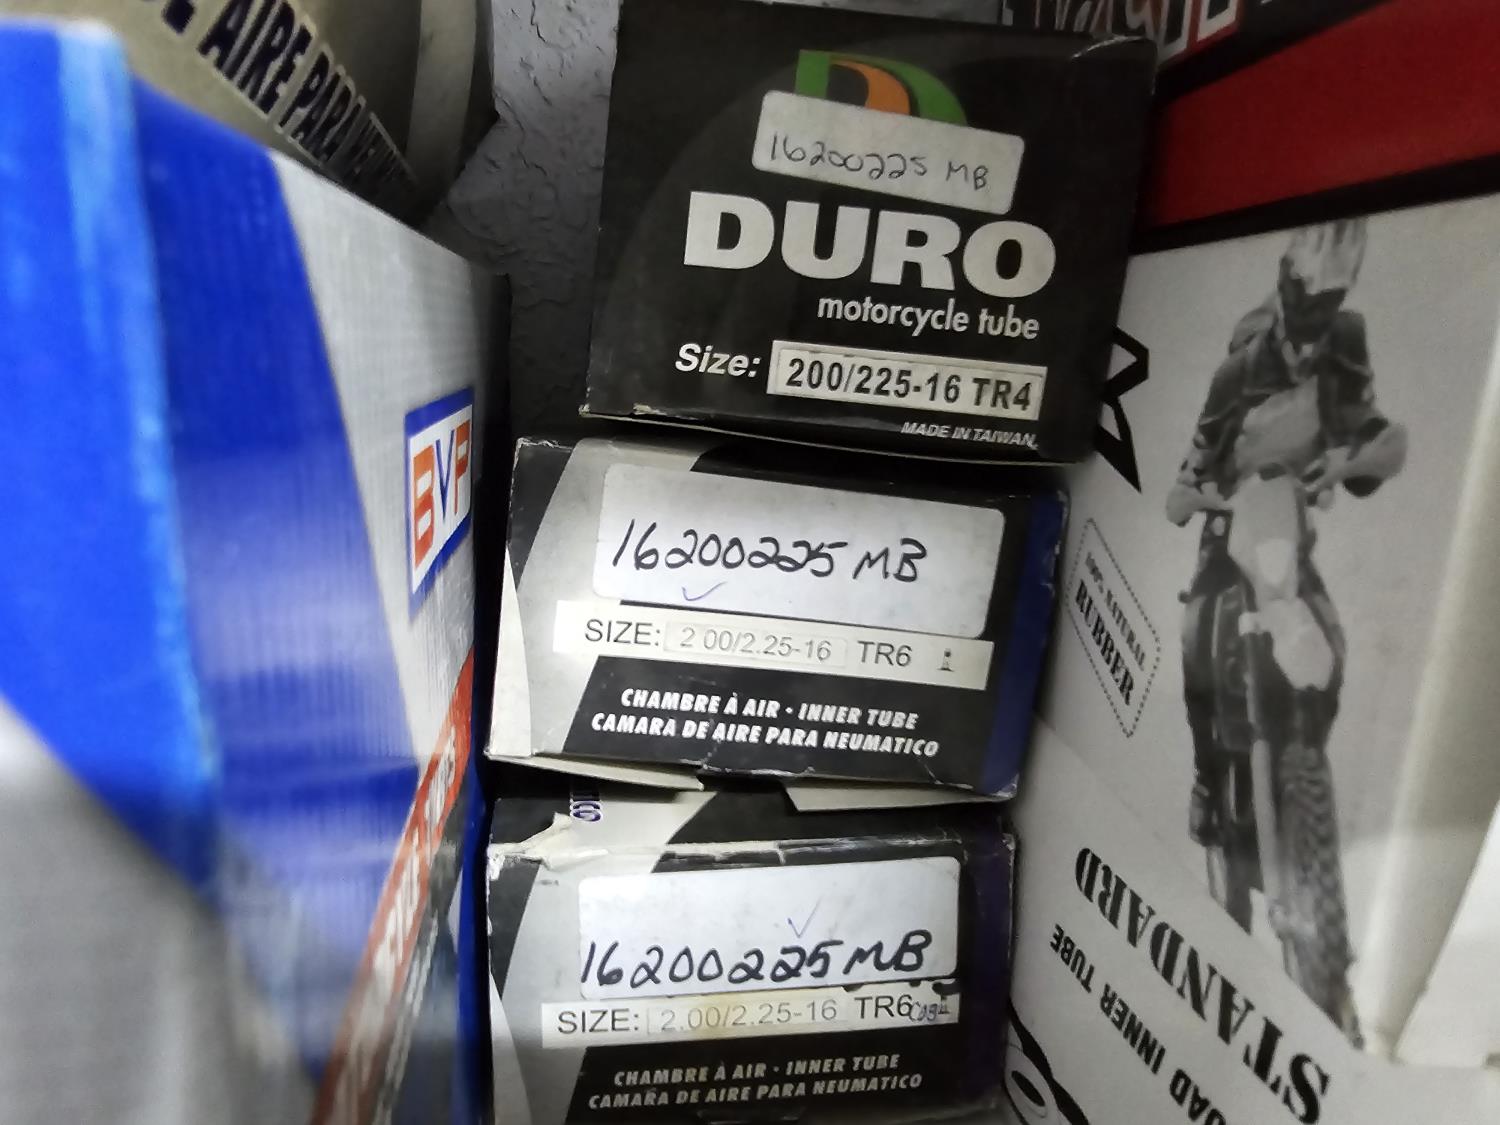 DE AIRE PARA NEUM
16200225 MB
DURO
motorcycle tube
Size: 200/225-16 TR4
MADE IN TAIWAN
BVP
16200225 MB
SIZE: 2 00/2.25-16 TR6
CHAMBRE À AIR · INNER TUBE
CAMARA DE AIRE PARA NEUMATICO
16200225 MB
SIZE: 2.00/2.25-16 TR6
CHAMBRE À AIR · INNER TUBE
CAMARA DE AIRE PARA NEUMATICO
100% NATURAL
RUBBER
STANDARD
OAD INNER TUBE